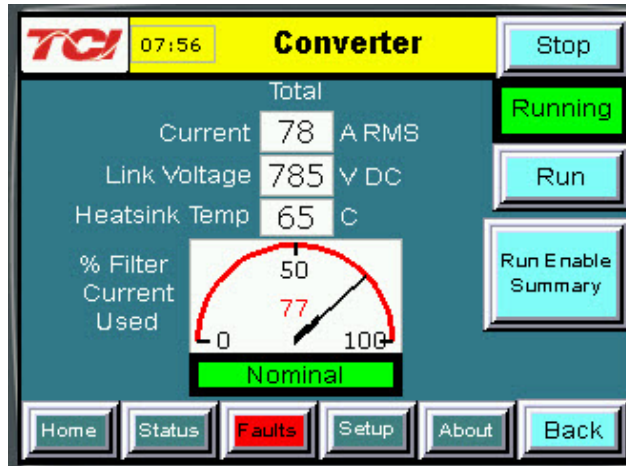 TCI 07:56 Converter Stop
Total
Running
Current 78 A RMS
Link Voltage 785 V DC
Run
Heatsink Temp 65 C
% Filter
Current
Used
50
77
0 100
Nominal
Run Enable
Summary
Home Status Faults Setup About Back